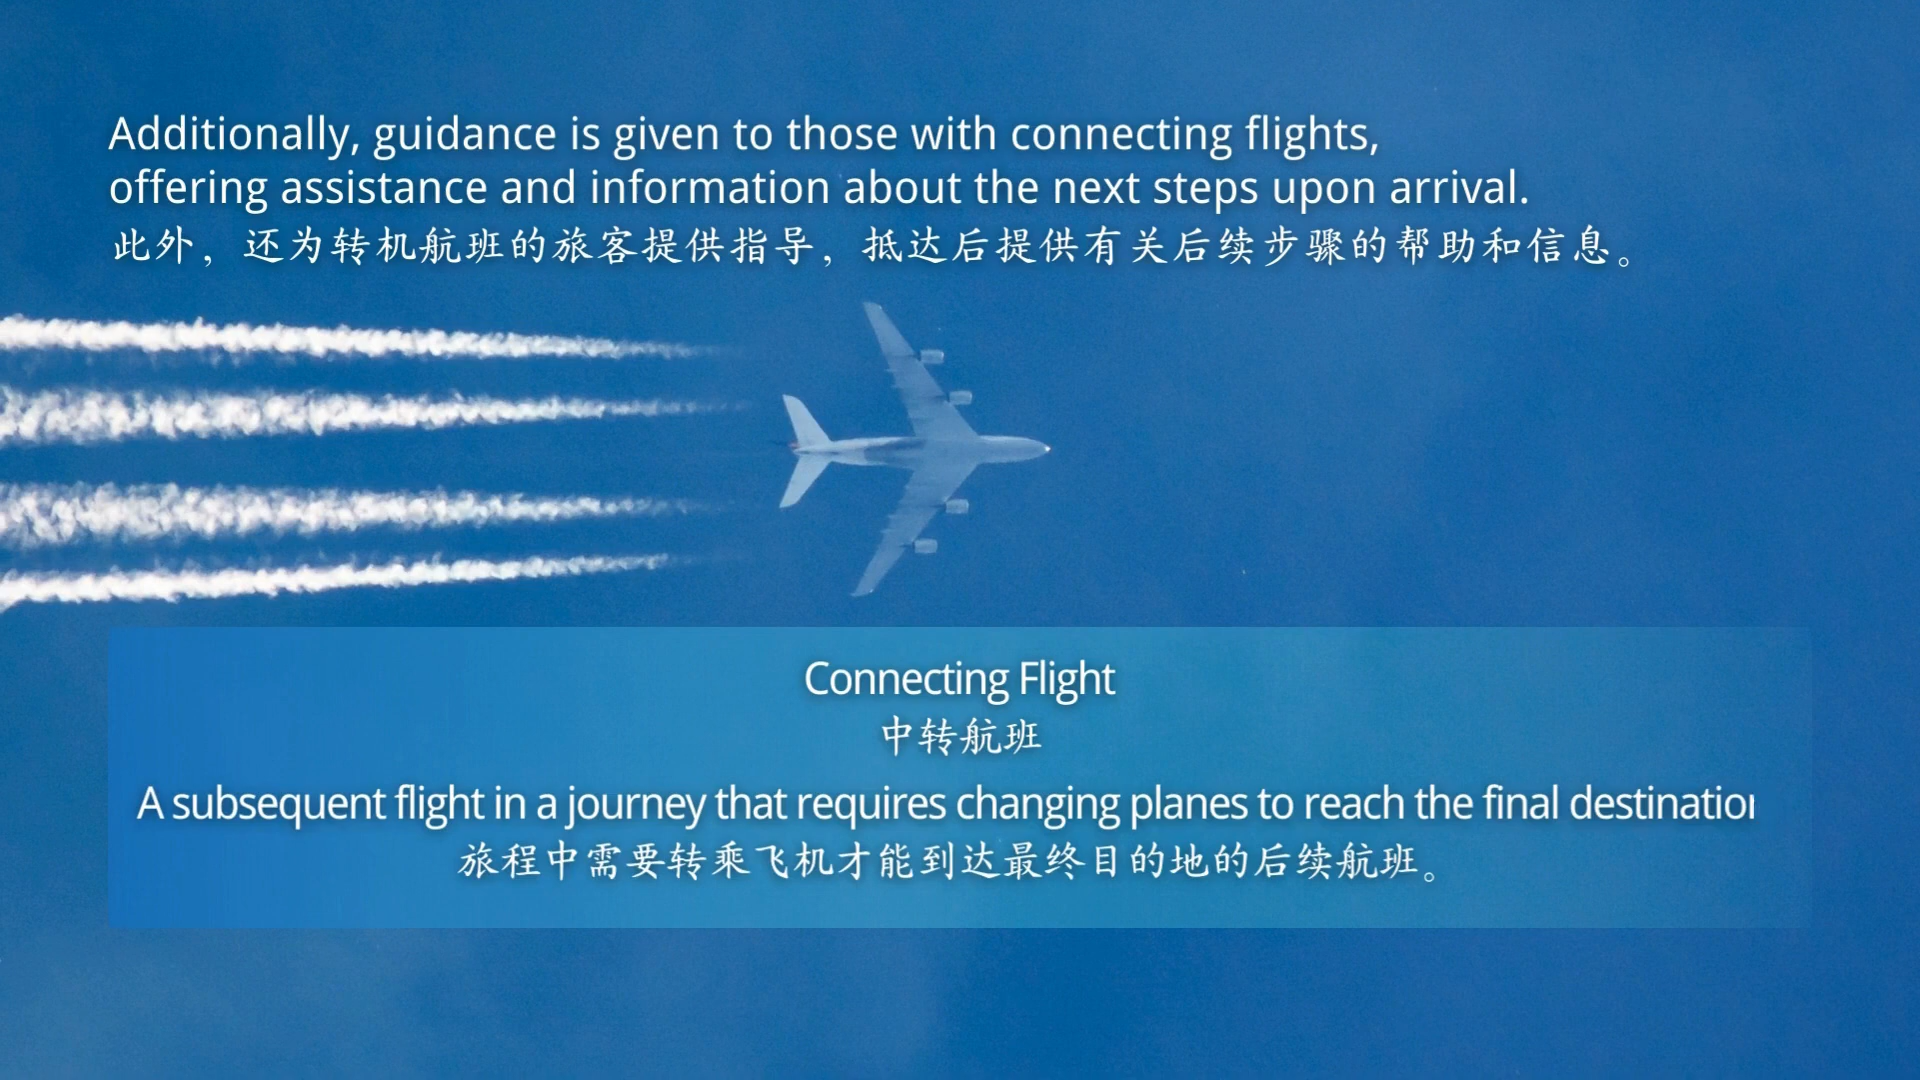 Additionally, guidance is given to those with connecting flights,
offering assistance and information about the next steps upon arrival.
此外，还为转机航班的旅客提供指导，抵达后提供有关后续步骤的帮助和信息。
Connecting Flight
中转航班
A subsequent flight in a journey that requires changing planes to reach the final destination
旅程中需要转乘飞机才能到达最终目的地的后续航班。